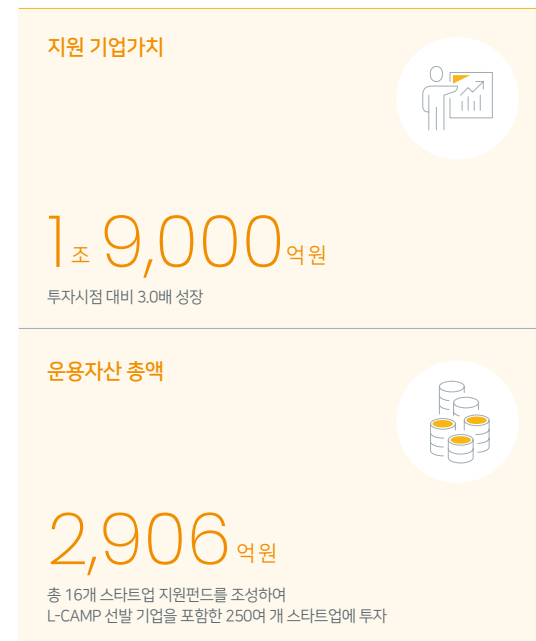 지원 기업가치
1조 9,000억원
투자시점 대비 3.0배 성장
운용자산 총액
2,906억원
총 16개 스타트업 지원펀드를 조성하여
L-CAMP 선발 기업을 포함한 250여 개 스타트업에 투자